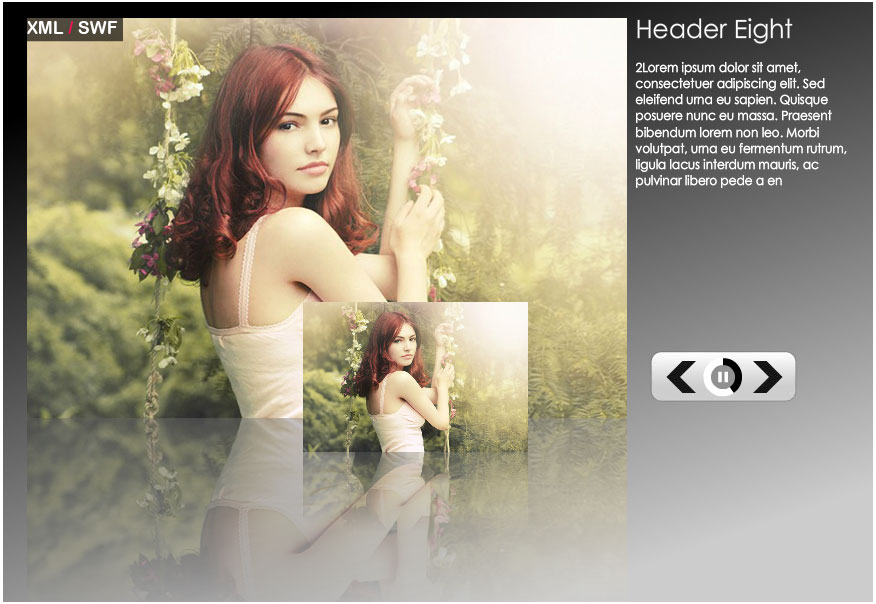 XML / SWF
Header Eight
2Lorem ipsum dolor sit amet,
consectetuer adipiscing elit. Sed
eleifend urna eu sapien. Quisque
posuere nunc eu massa. Praesent
bibendum lorem non leo. Morbi
volutpat, urna eu fermentum rutrum,
ligula lacus interdum mauris, ac
pulvinar libero pede a en